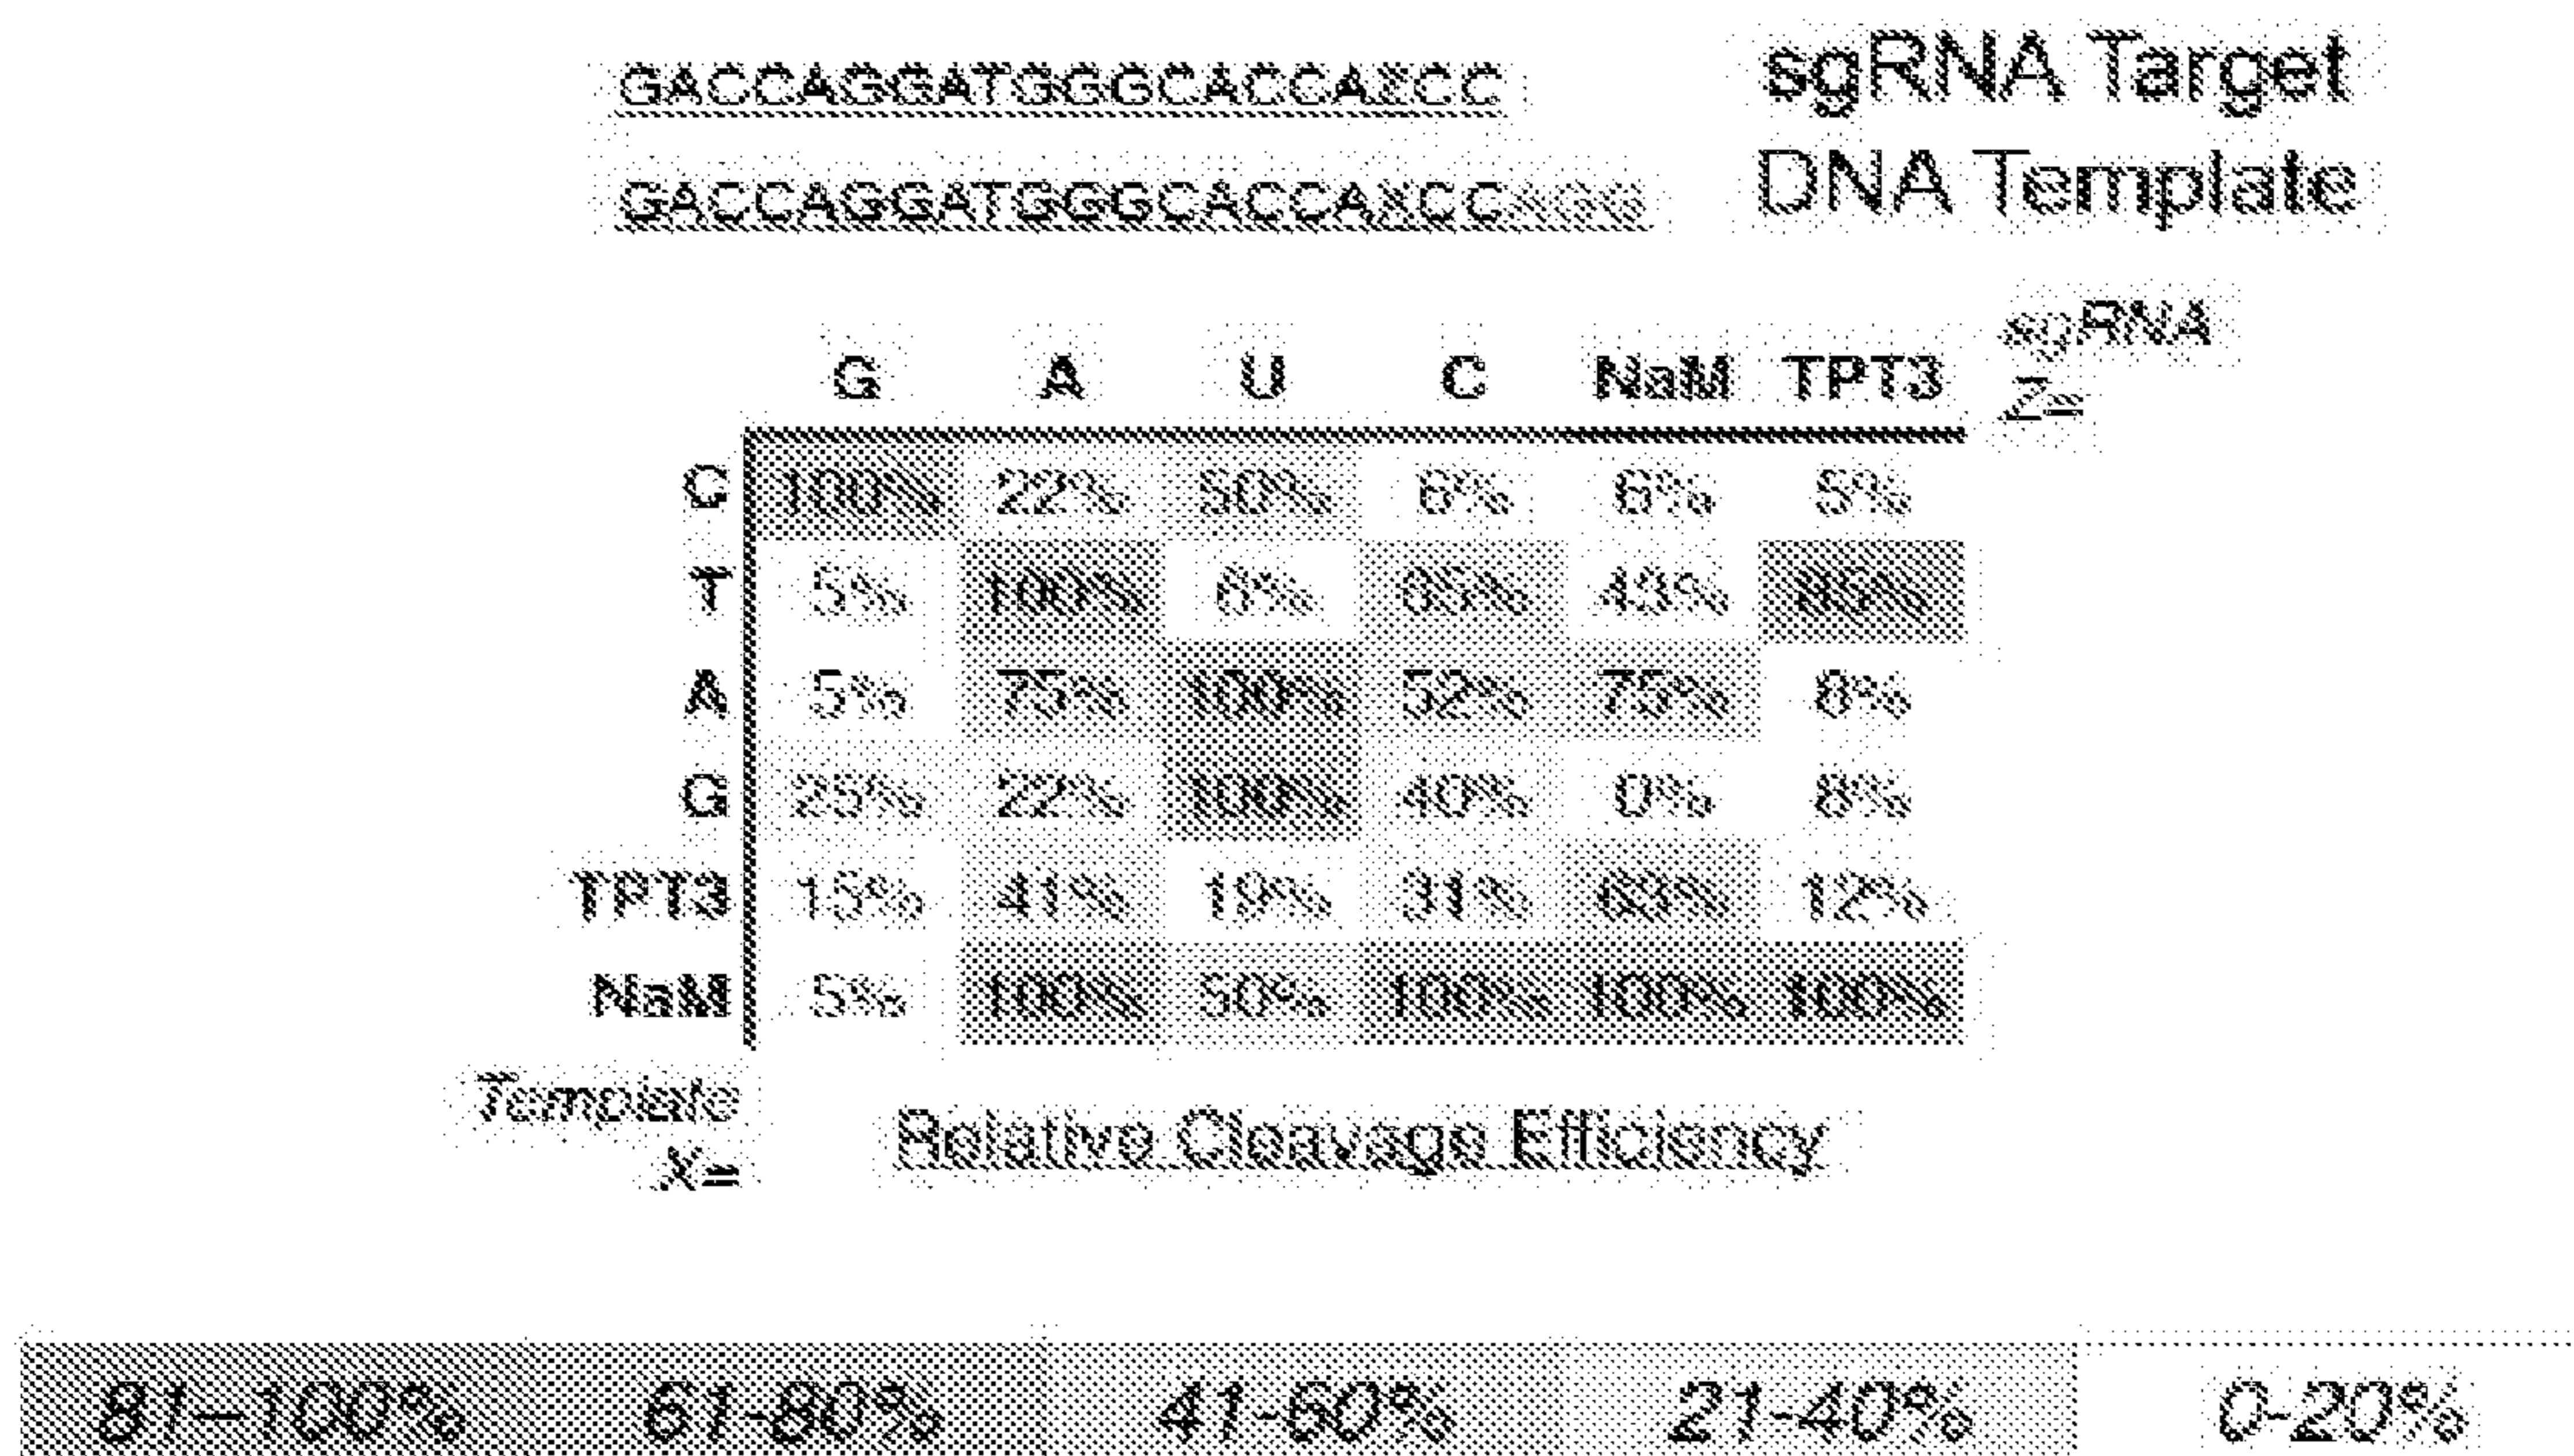 GACCAGGATGGGCACCAZCC sgRNA Target
GACCAGGATGGGCACCAXCC DNA Template
sgRNA
G A U C NaM TPT3 Z=
C 100% 22% 50% 6% 6% 5%
T 5% 100% 6% 43%
A 5% 75% 100% 52% 75%
G 25% 22% 100% 40% 0% 8%
TPT3 15% 41% 19% 31% 12%
NaM 5% 100% 50% 100% 100% 100%
Template
X=
Relative Cleavage Efficiency
81-100% 61-80% 41-60% 21-40% 0-20%